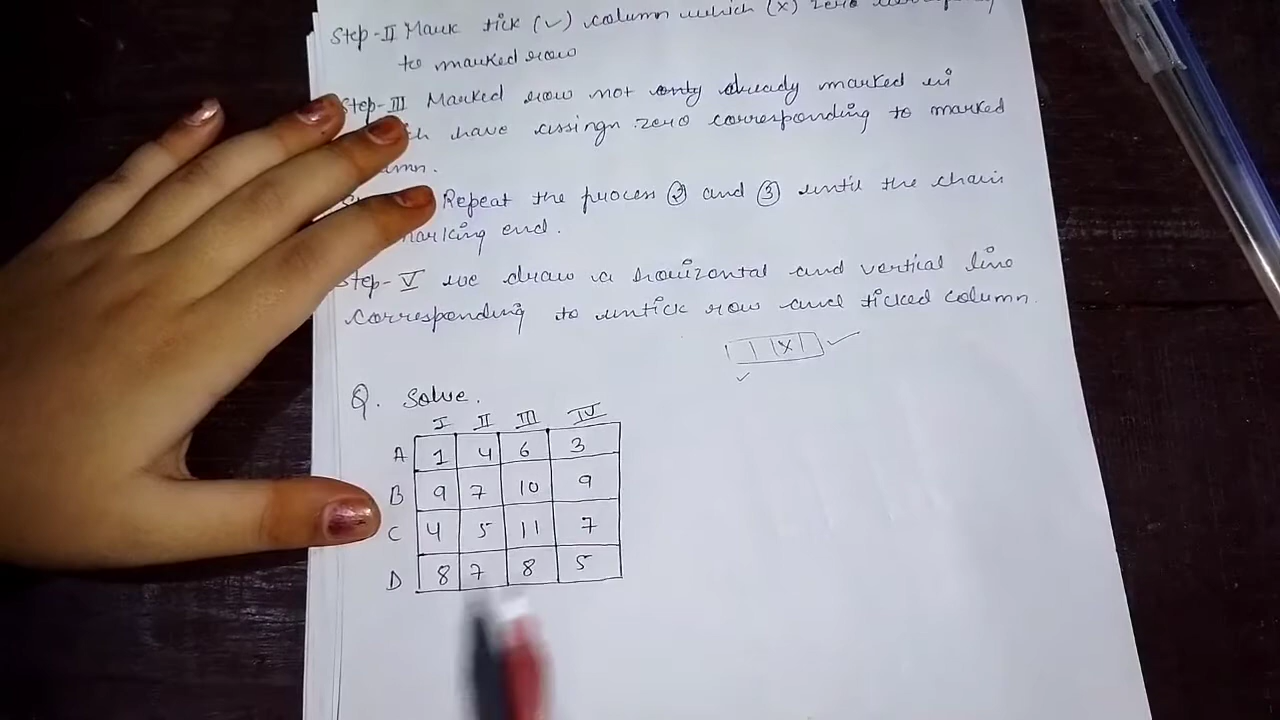 Step-II Mark tick (✓) column which (x) zero
to marked row
Step-III Marked row not only already marked in
have assingn zero corresponding to marked
Repeat the process ② and ③ until the chain
marking end.
Step-V we draw a horizontal and vertical line
corresponding to untick row and ticked column.
x ✓
✓
Q. Solve.
I II III IV
A 1 4 6 3
B 9 7 10 9
C 4 5 11 7
D 8 7 8 5